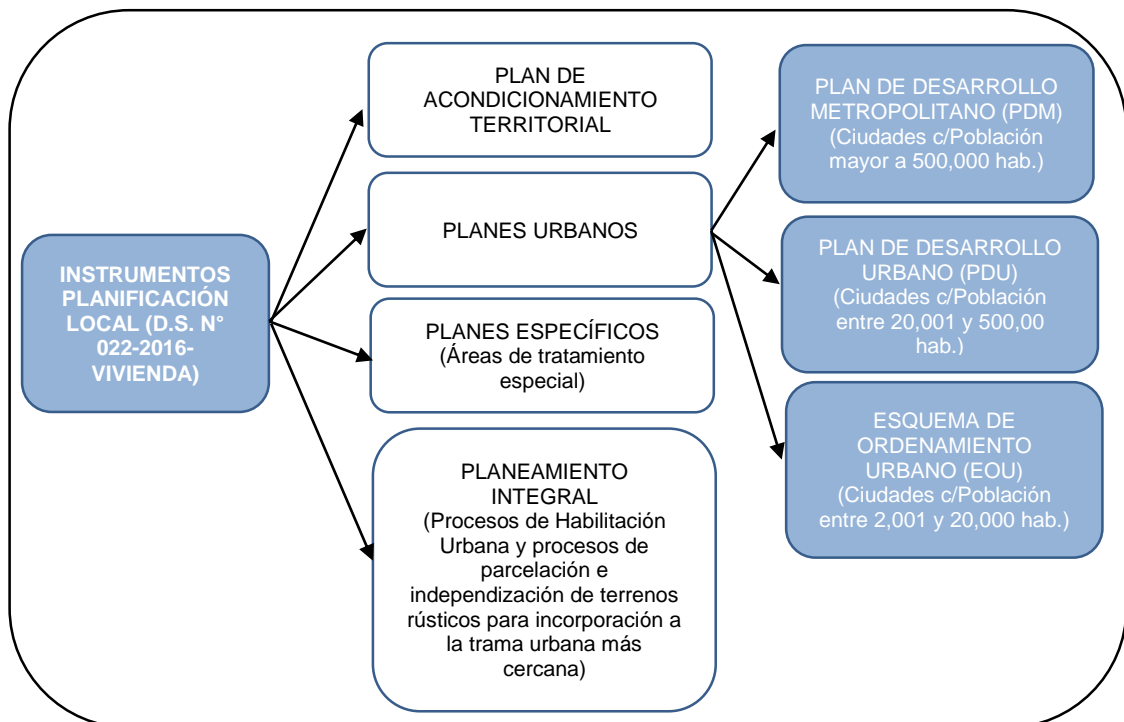 INSTRUMENTOS
PLANIFICACIÓN
LOCAL (D.S. N°
022-2016-
VIVIENDA)
PLAN DE
ACONDICIONAMIENTO
TERRITORIAL
PLANES URBANOS
PLANES ESPECÍFICOS
(Áreas de tratamiento
especial)
PLANEAMIENTO
INTEGRAL
(Procesos de Habilitación
Urbana y procesos de
parcelación e
independización de terrenos
rústicos para incorporación a
la trama urbana más
cercana)
PLAN DE DESARROLLO
METROPOLITANO (PDM)
(Ciudades c/Población
mayor a 500,000 hab.)
PLAN DE DESARROLLO
URBANO (PDU)
(Ciudades c/Población
entre 20,001 y 500,00
hab.)
ESQUEMA DE
ORDENAMIENTO
URBANO (EOU)
(Ciudades c/Población
entre 2,001 y 20,000 hab.)